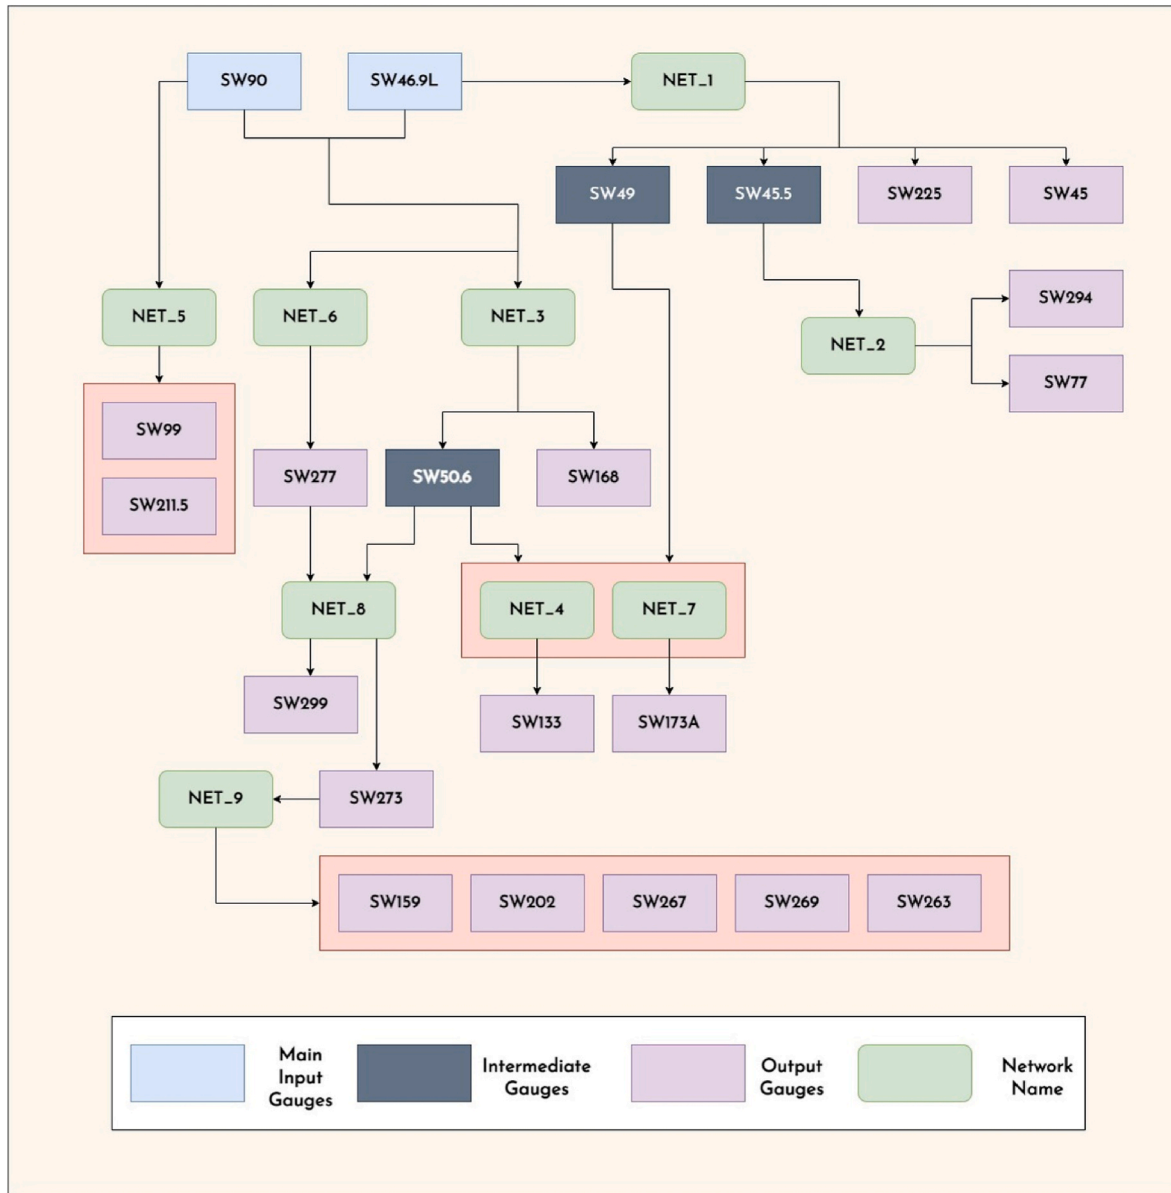 SW90
SW46.9L
NET_1
SW49
SW45.5
SW225
SW45
NET_5
NET_6
NET_3
SW294
NET_2
SW77
SW99
SW277
SW50.6
SW168
SW211.5
NET_8
NET_4
NET_7
SW299
SW133
SW173A
NET_9
SW273
SW159
SW202
SW267
SW269
SW263
Main
Input
Gauges
Intermediate
Gauges
Output
Gauges
Network
Name